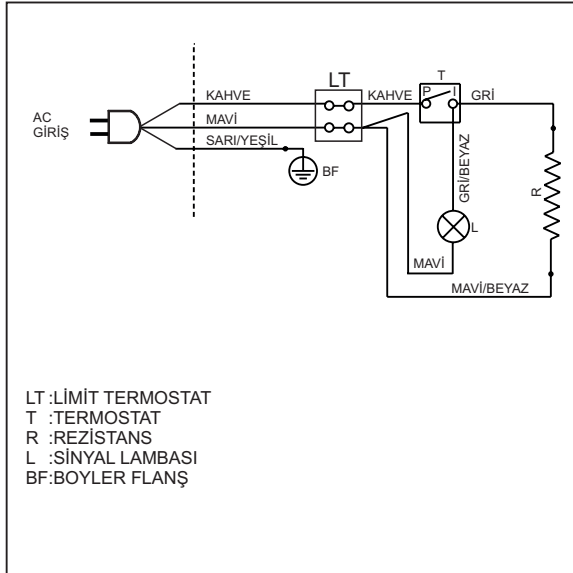 LT
T
KAHVE
KAHVE
P I
GRİ
AC
GİRİŞ
MAVİ
SARI/YEŞİL
BF
GRİ/BEYAZ
R
L
MAVİ
MAVİ/BEYAZ
LT :LİMİT TERMOSTAT
T :TERMOSTAT
R :REZİSTANS
L :SİNYAL LAMBASI
BF:BOYLER FLANŞ